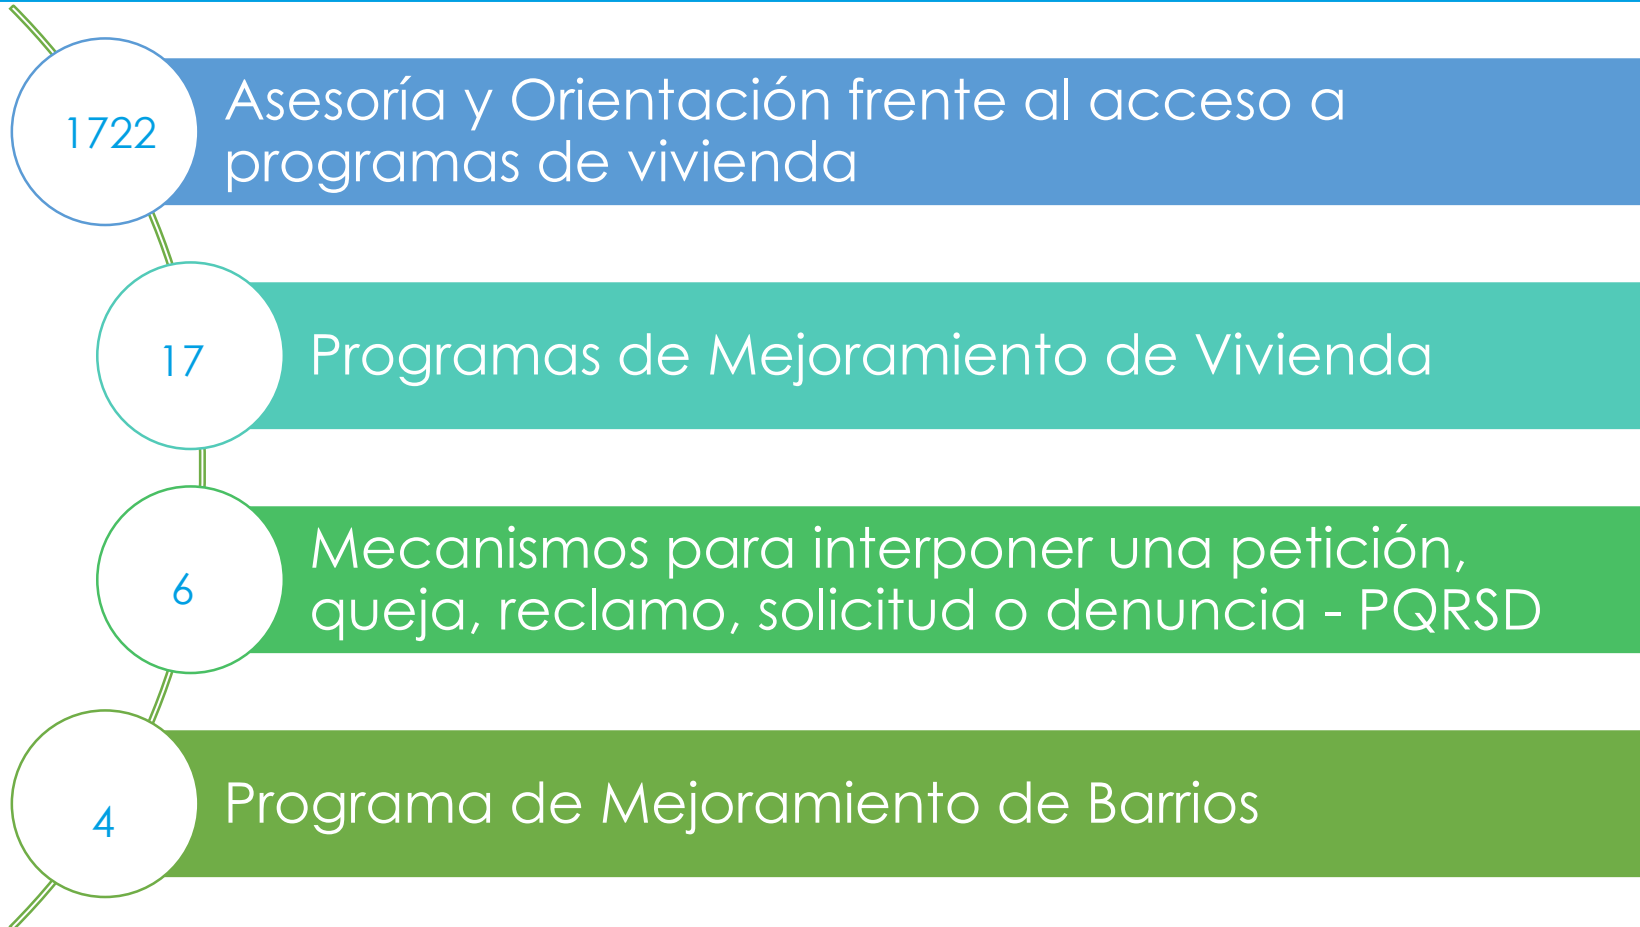 1722
Asesoría y Orientación frente al acceso a
programas de vivienda
17
Programas de Mejoramiento de Vivienda
6
Mecanismos para interponer una petición,
queja, reclamo, solicitud o denuncia - PQRSD
4
Programa de Mejoramiento de Barrios